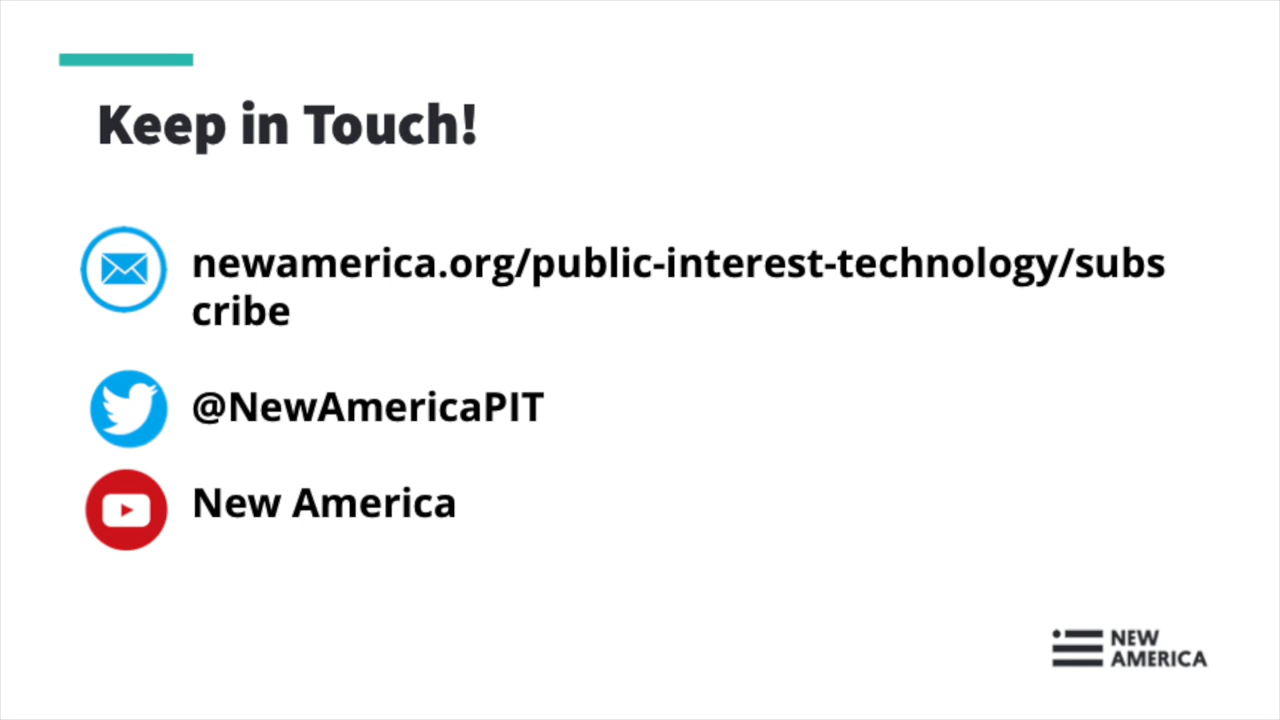 Keep in Touch!
newamerica.org/public-interest-technology/subs
cribe
@NewAmericaPIT
New America
NEW
AMERICA